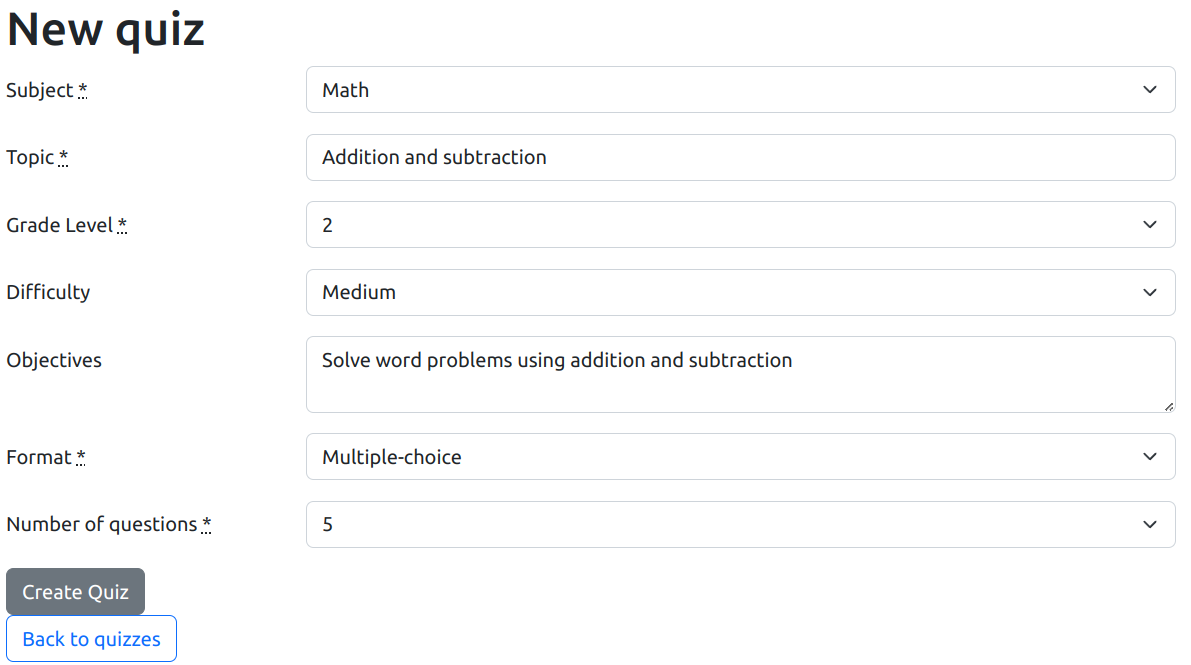 New quiz
Subject * Math
Topic * Addition and subtraction
Grade Level * 2
Difficulty Medium
Objectives Solve word problems using addition and subtraction
Format * Multiple-choice
Number of questions * 5
Create Quiz
Back to quizzes